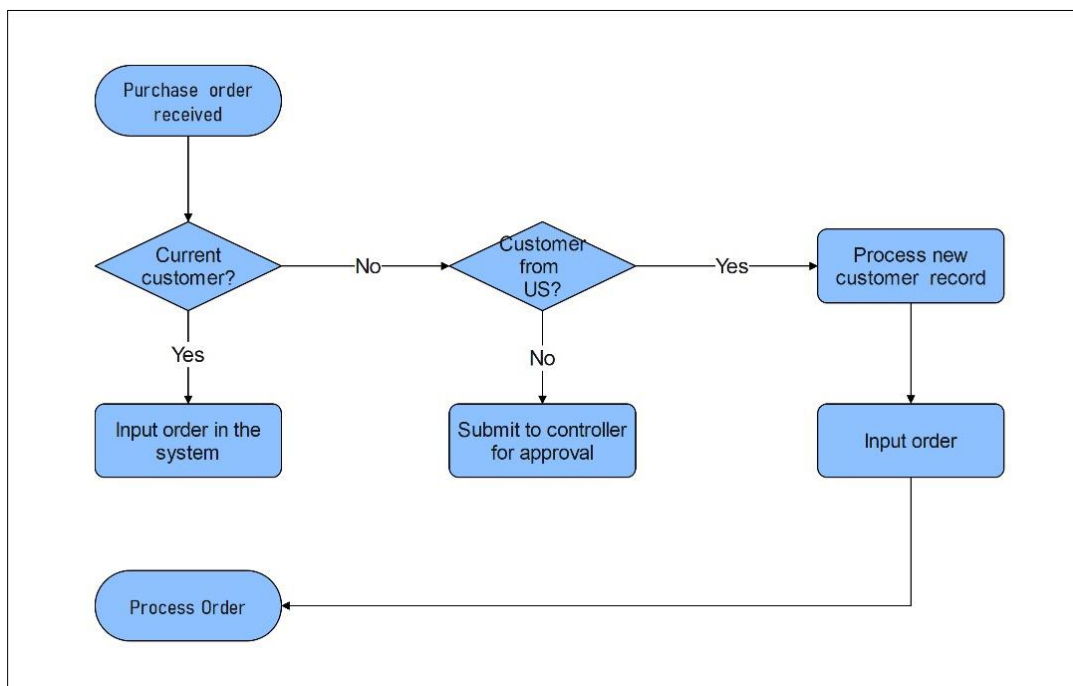 Purchase order
received
Current
customer?
No
Customer
from
US?
Yes
Process new
customer record
Yes
No
Input order in the
system
Submit to controller
for approval
Input order
Process Order